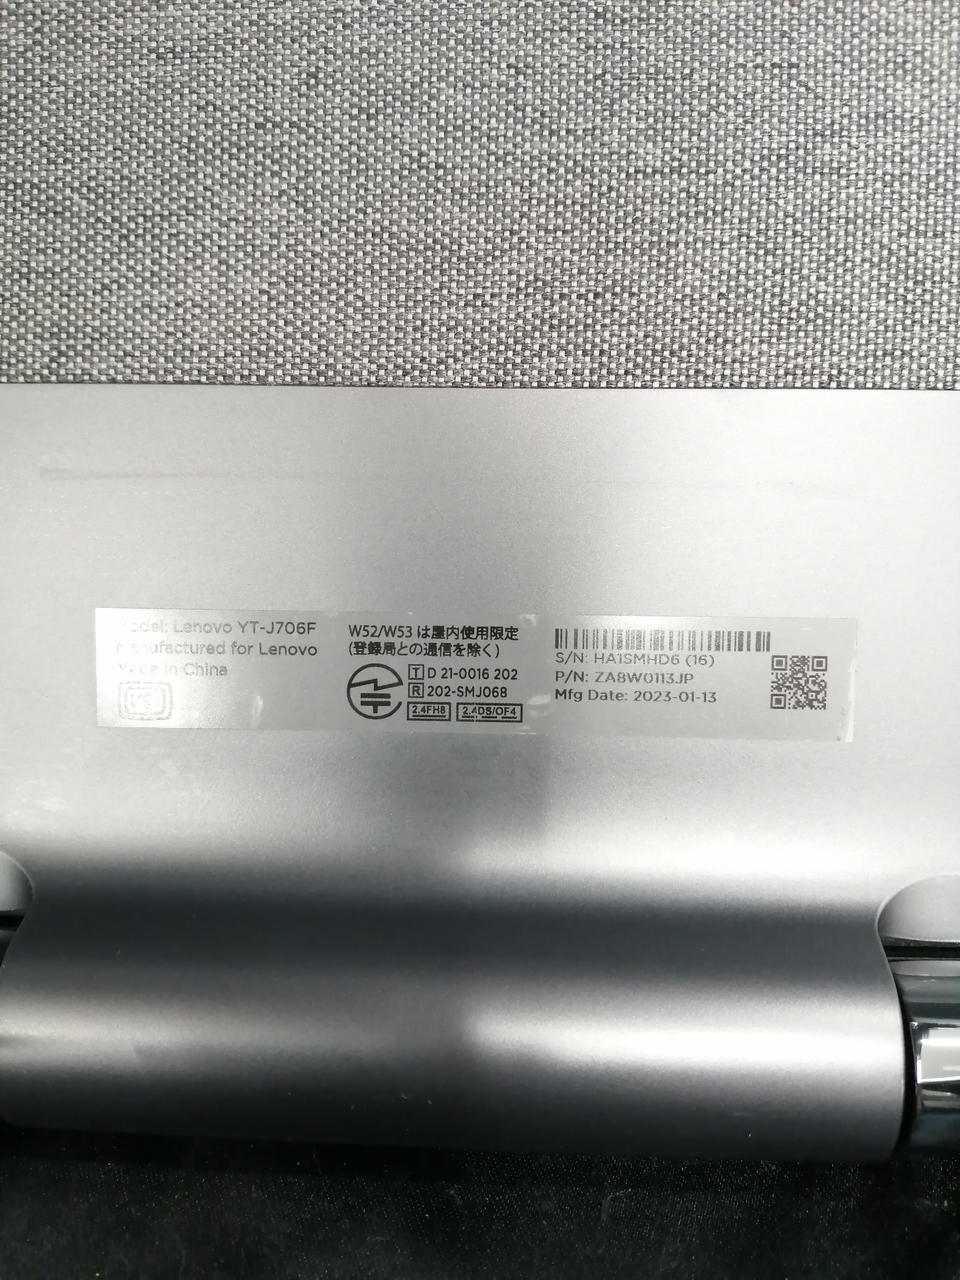 Model: Lenovo YT-J706F
Manufactured for Lenovo
Made in China
W52/W53 は屋内使用限定
(登録局との通信を除く)
T D 21-0016 202
R 202-SMJ068
2.4FH8 2.4DS/OF4
S/N: HA1SMHD6 (16)
P/N: ZA8W0113JP
Mfg Date: 2023-01-13